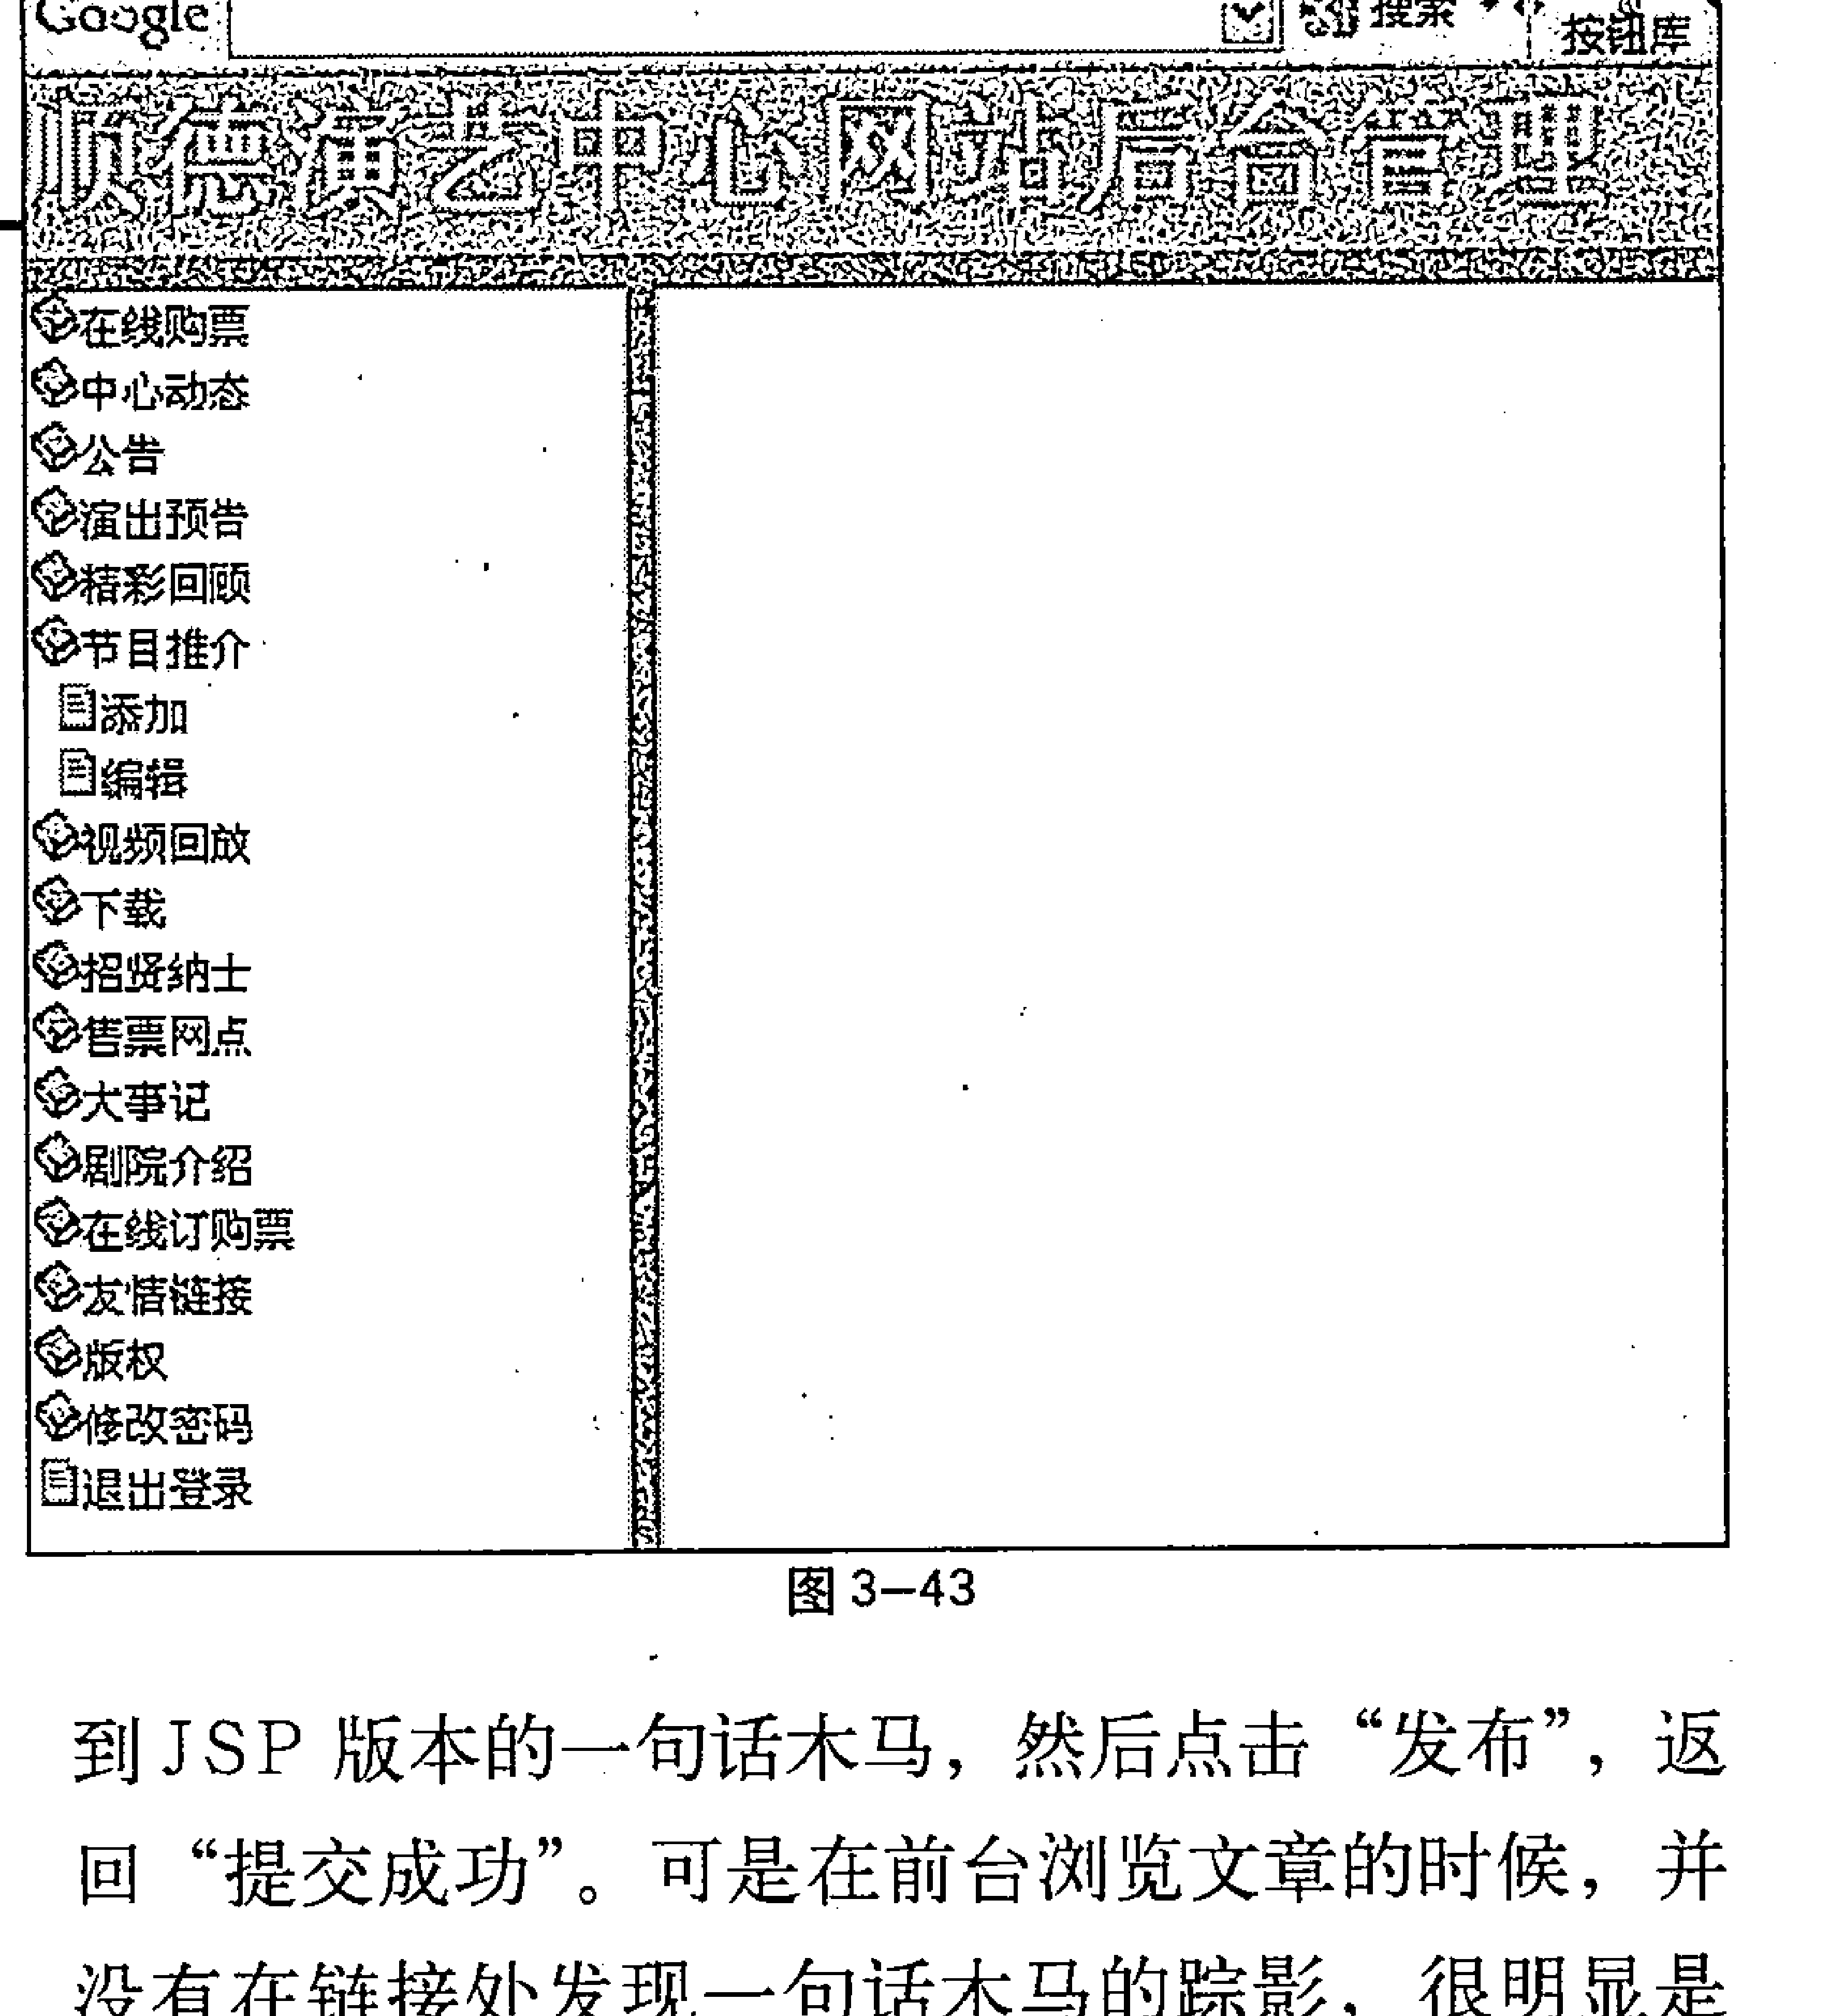 Google 搜索
按钮库
顺德演艺中心网站后台管理
在线购票
中心动态
公告
演出预告
精彩回顾
节目推介
添加
编辑
视频回放
下载
招贤纳士
售票网点
大事记
剧院介绍
在线订购票
友情链接
版权
修改密码
退出登录
图 3-43
到 JSP 版本的一句话木马，然后点击“发布”，返
回“提交成功”。可是在前台浏览文章的时候，并
没有在链接处发现一句话木马的踪影，很明显是